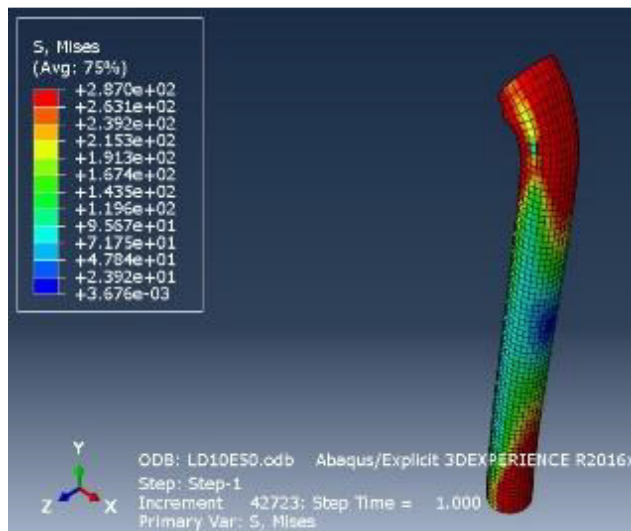 S, Mises
(Avg: 75%)
+2.870e+02
+2.631e+02
+2.392e+02
+2.153e+02
+1.913e+02
+1.674e+02
+1.435e+02
+1.196e+02
+9.567e+01
+7.175e+01
+4.784e+01
+2.392e+01
+3.676e-03
Y
Z X
ODB: LD10E50.odb Abaqus/Explicit 3DEXPERIENCE R2016x
Step: Step-1
Increment 42723: Step Time = 1.000
Primary Var: S, Mises